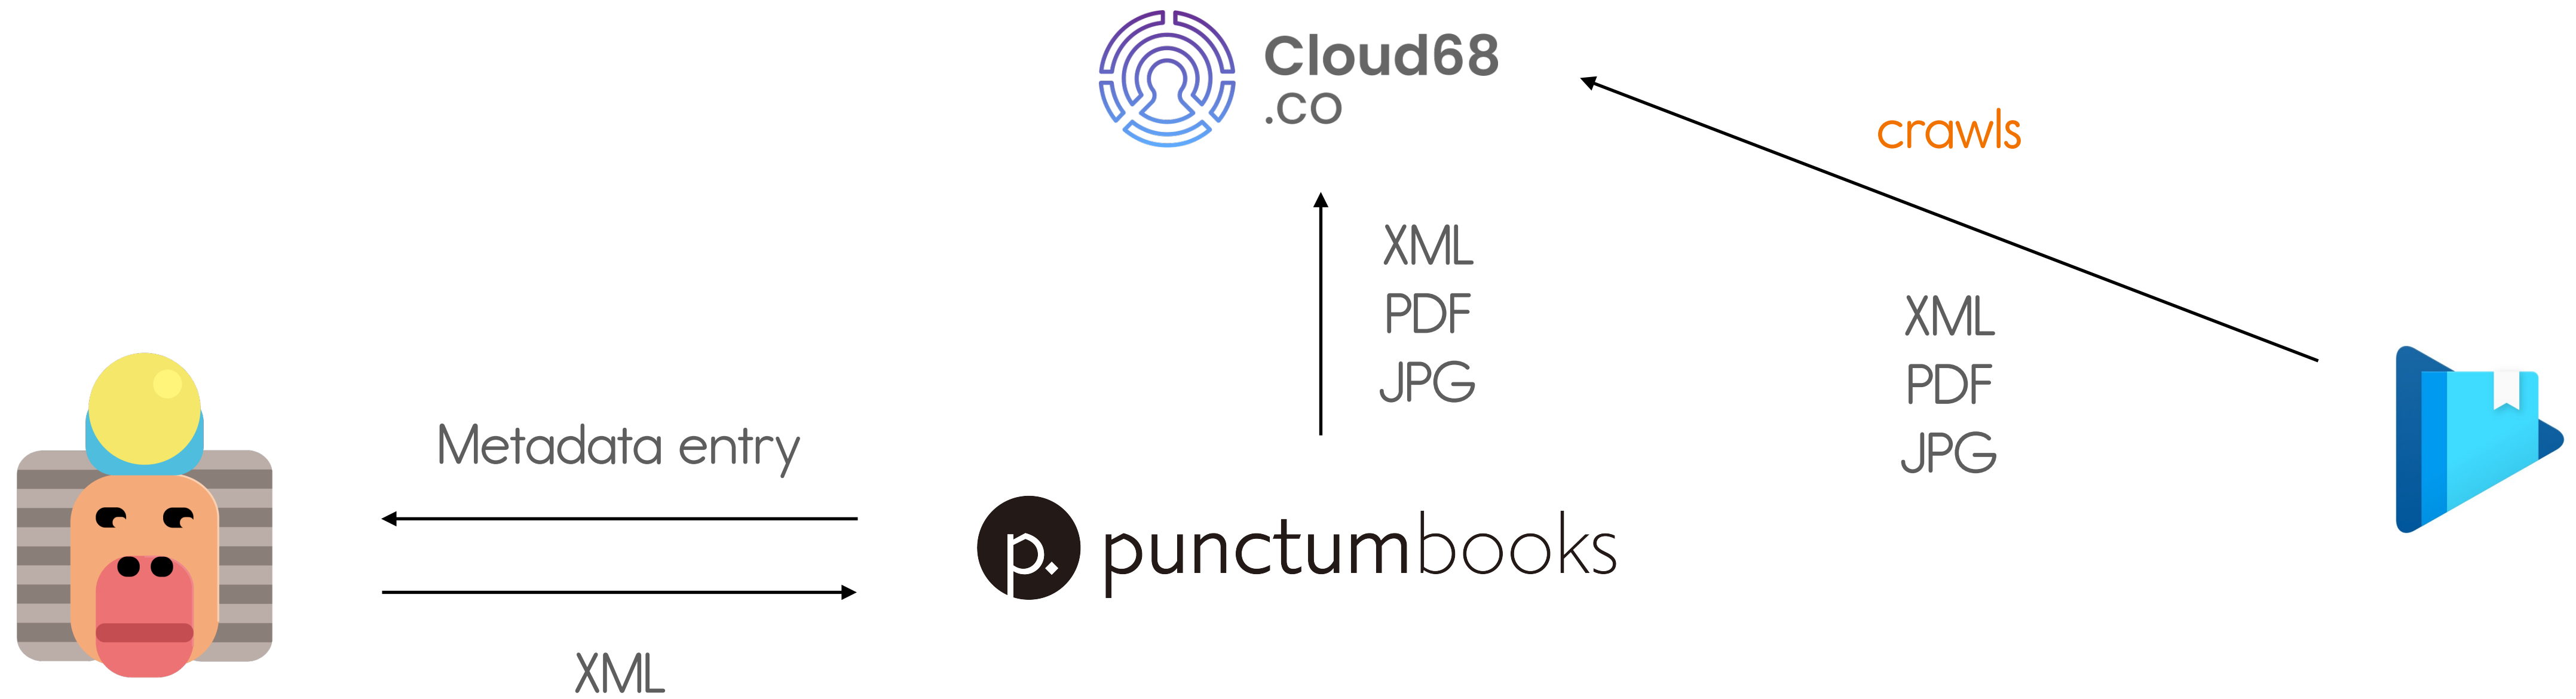 Cloud68
.co
crawls
XML
PDF
JPG
XML
PDF
JPG
Metadata entry
p. punctumbooks
XML